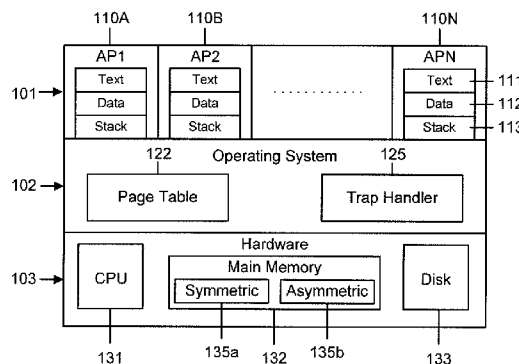 110A 110B 110N
AP1 AP2 APN
Text Text Text 111
101 Data Data .............. Data 112
Stack Stack Stack 113
122 Operating System 125
102 Page Table Trap Handler
Hardware
103 CPU Main Memory Disk
Symmetric Asymmetric
131 135a 132 135b 133